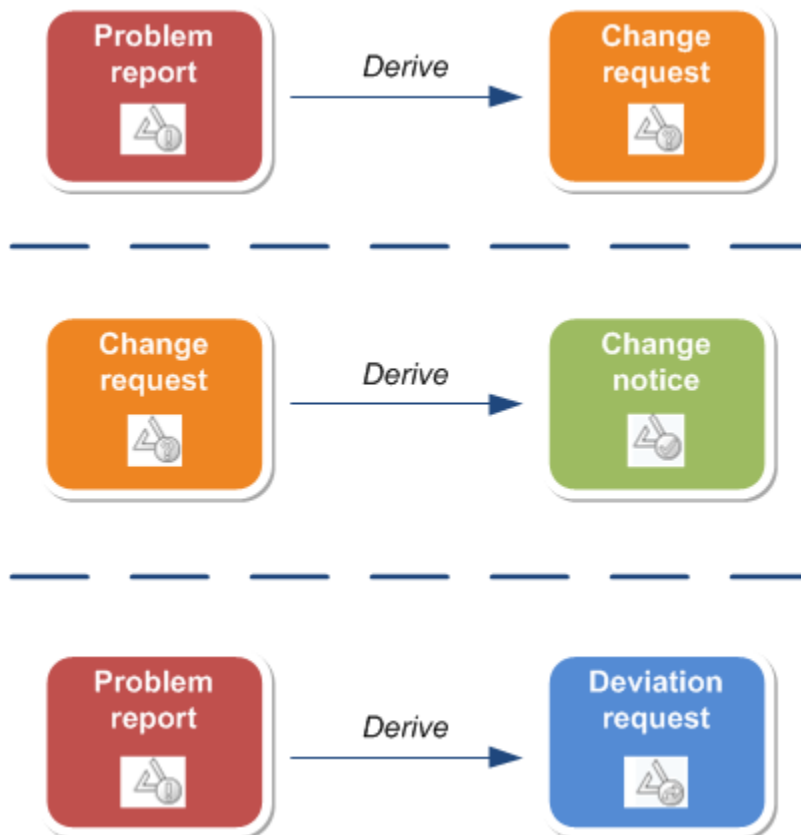 Problem
report
Derive
Change
request
Change
request
Derive
Change
notice
Problem
report
Derive
Deviation
request